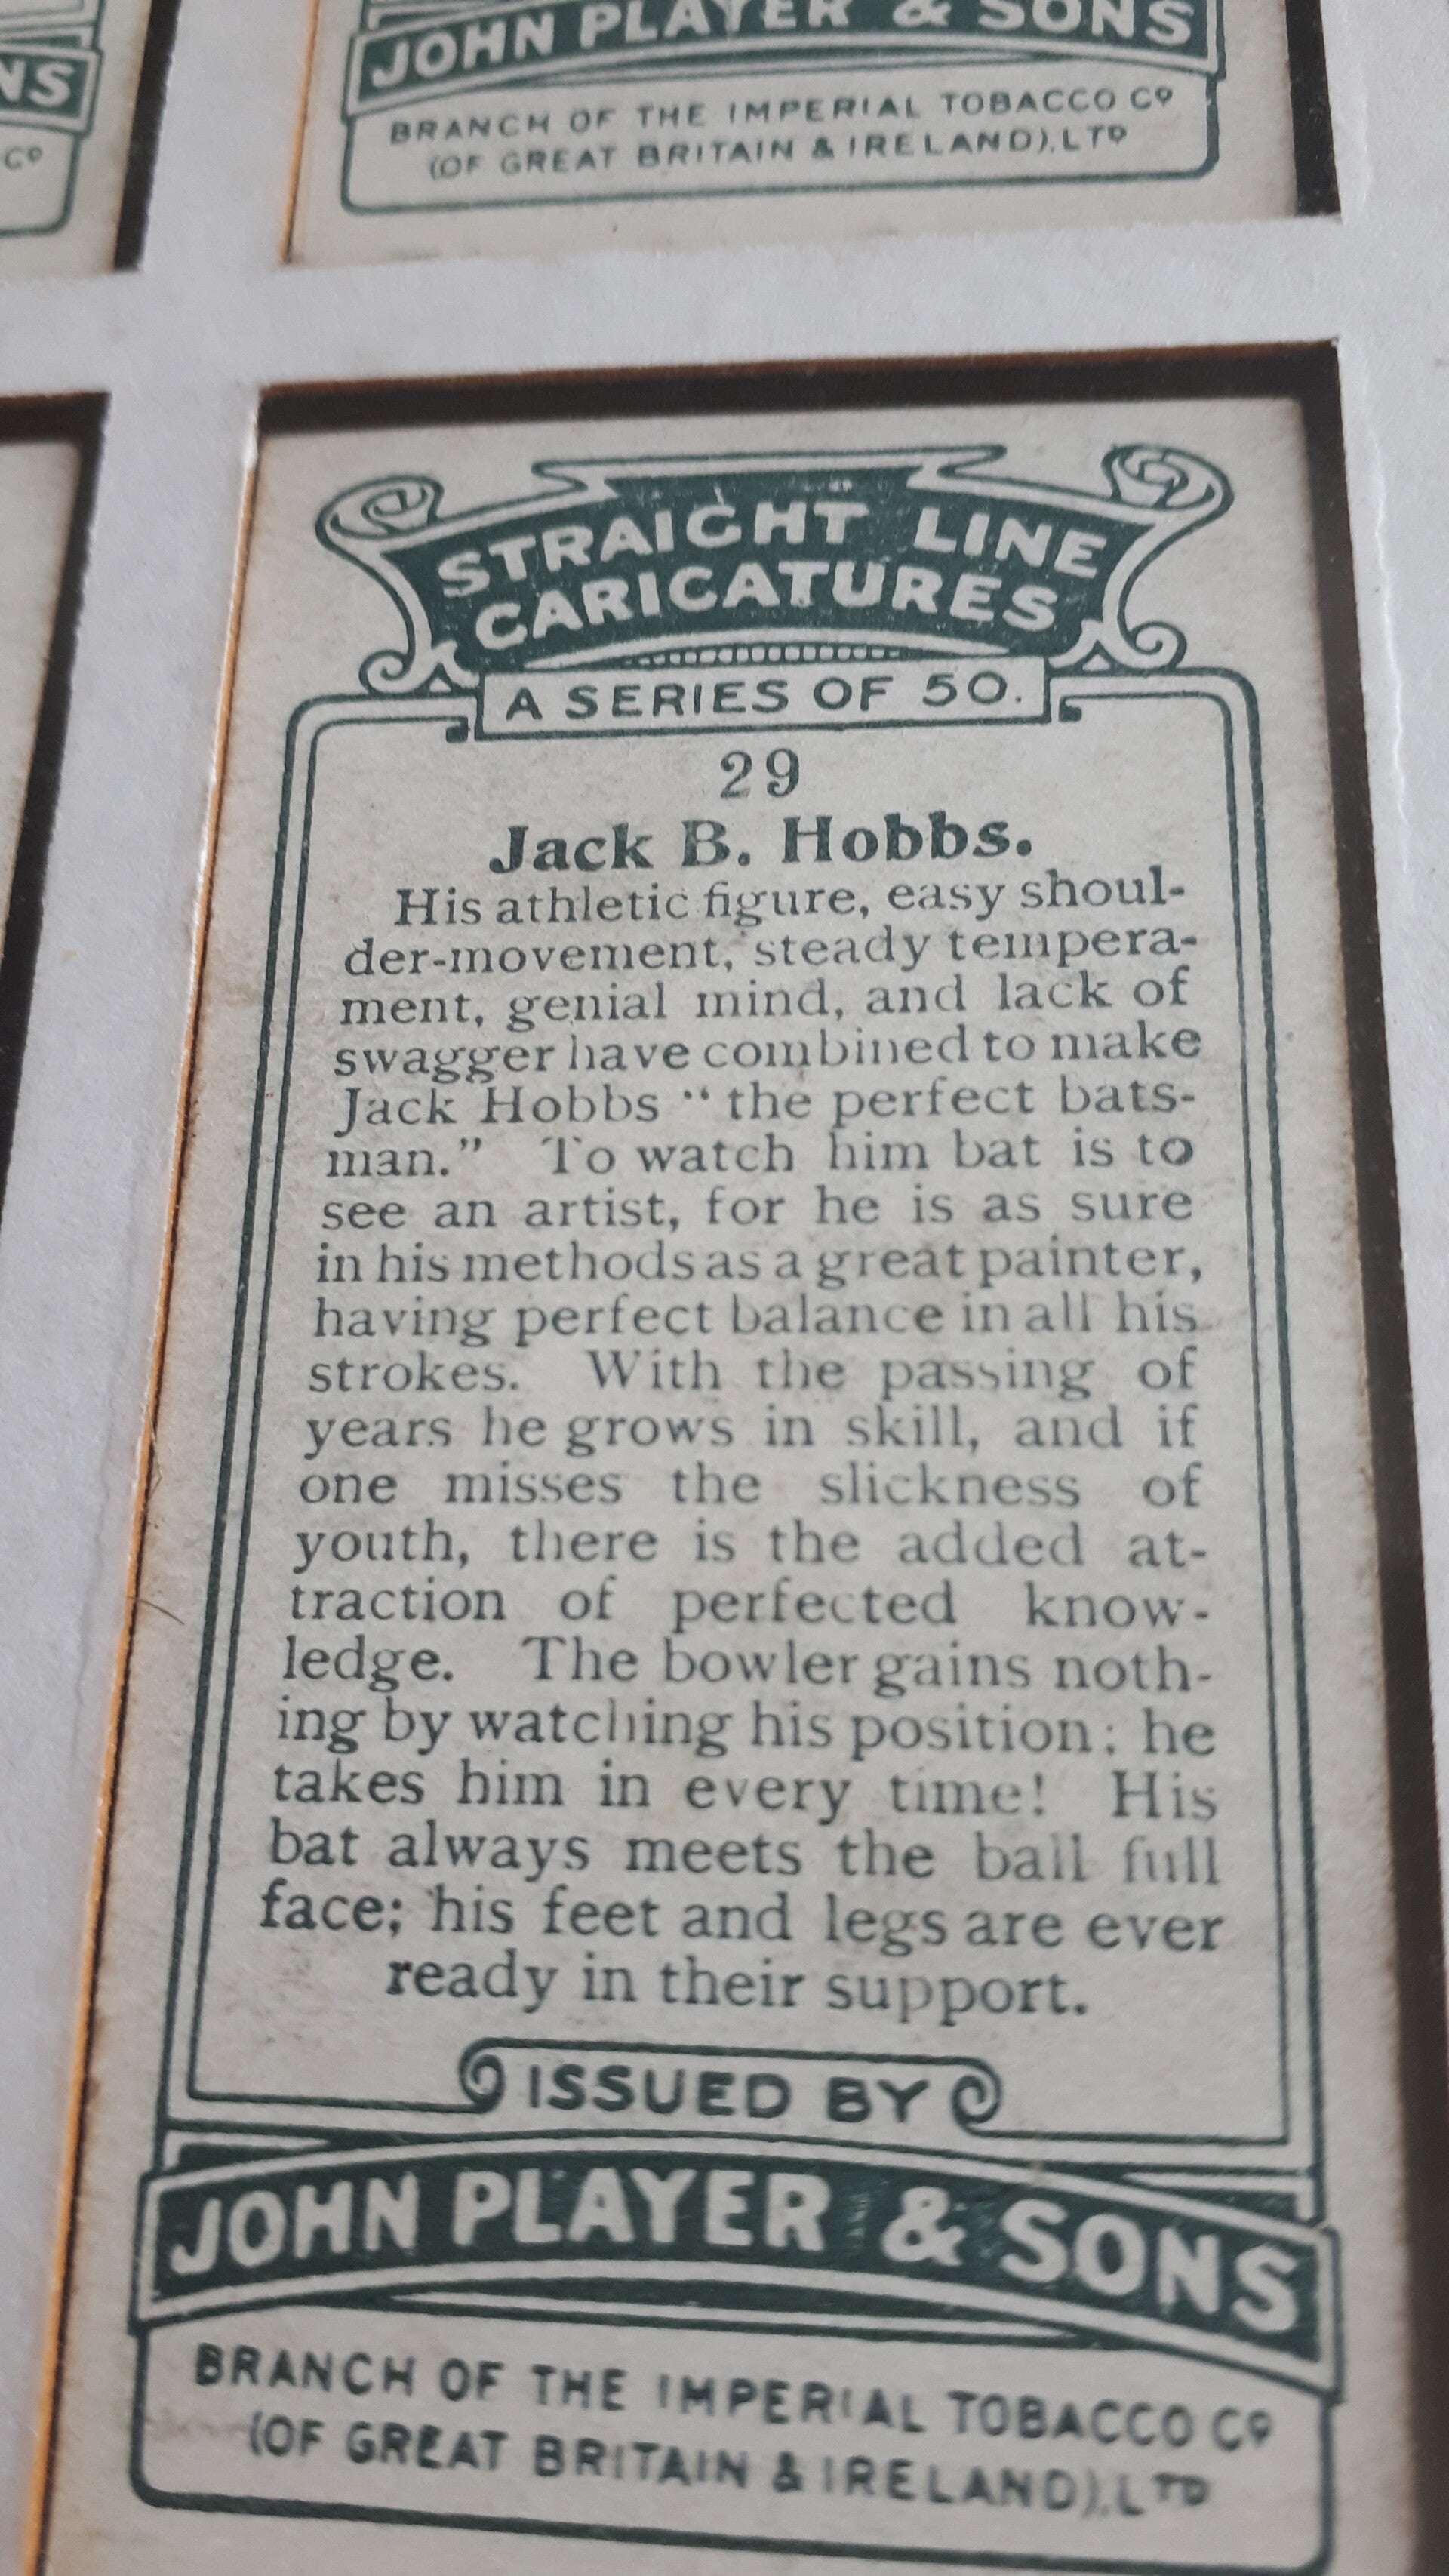 NS
Cº
JOHN PLAYER & SONS
BRANCH OF THE IMPERIAL TOBACCO Cº
(OF GREAT BRITAIN & IRELAND), LTD
STRAIGHT LINE
CARICATURES
A SERIES OF 50.
29
Jack B. Hobbs.
His athletic figure, easy shoul-
der-movement, steady tempera-
ment, genial mind, and lack of
swagger have combined to make
Jack Hobbs “ the perfect bats-
man.” To watch him bat is to
see an artist, for he is as sure
in his methods as a great painter,
having perfect balance in all his
strokes. With the passing of
years he grows in skill, and if
one misses the slickness of
youth, there is the added at-
traction of perfected know-
ledge. The bowler gains noth-
ing by watching his position; he
takes him in every time! His
bat always meets the ball full
face; his feet and legs are ever
ready in their support.
ISSUED BY
JOHN PLAYER & SONS
BRANCH OF THE IMPERIAL TOBACCO Cº
(OF GREAT BRITAIN & IRELAND), LTD